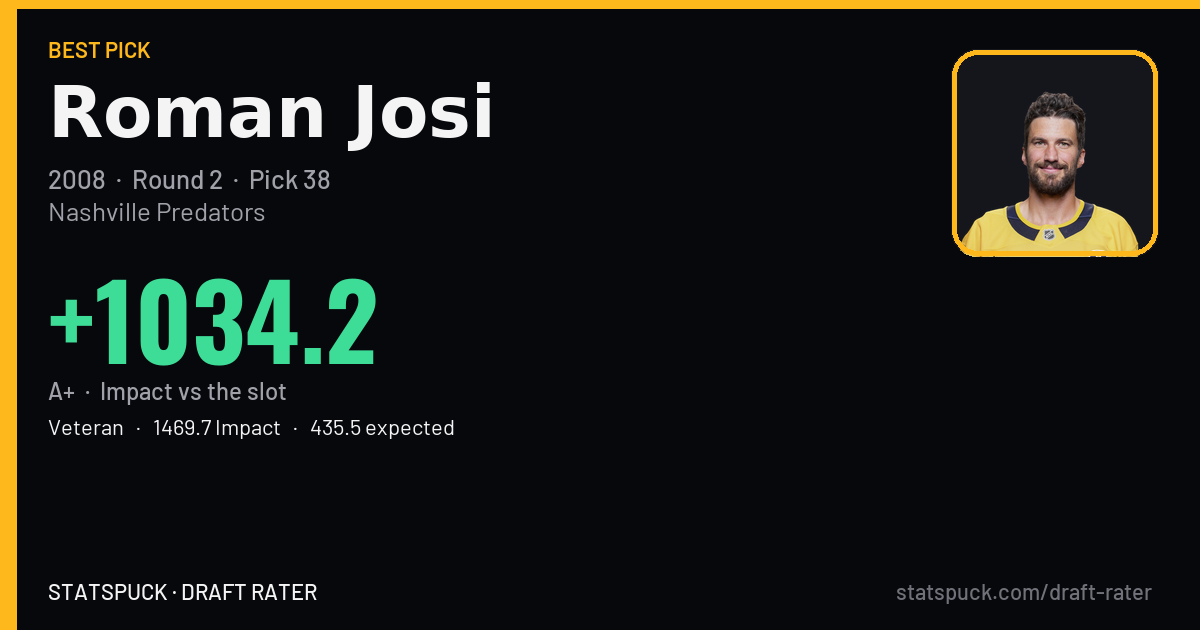 BEST PICK
Roman Josi
2008 · Round 2 · Pick 38
Nashville Predators
+1034.2
A+ · Impact vs the slot
Veteran · 1469.7 Impact · 435.5 expected
STATSPUCK · DRAFT RATER
statspuck.com/draft-rater